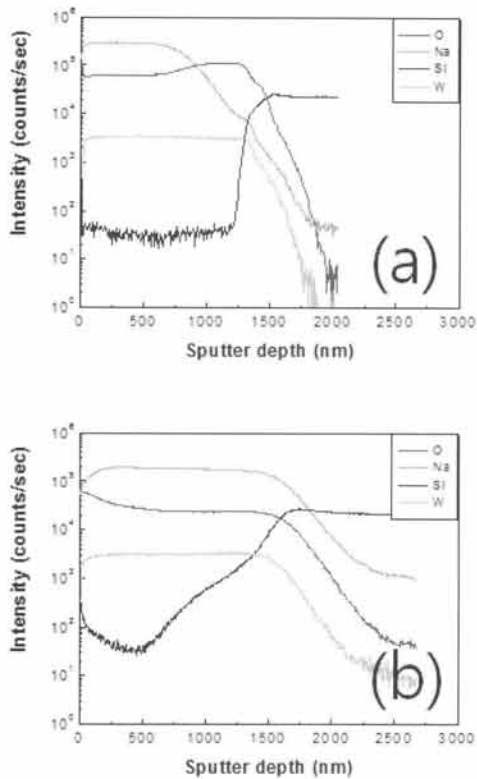 10⁶
10⁵
10⁴
10³
10²
10¹
10⁰
Intensity (counts/sec)
O
Na
Si
W
(a)
0 500 1000 1500 2000 2500 3000
Sputter depth (nm)
10⁶
10⁵
10⁴
10³
10²
10¹
10⁰
Intensity (counts/sec)
O
Na
Si
W
(b)
0 500 1000 1500 2000 2500 3000
Sputter depth (nm)